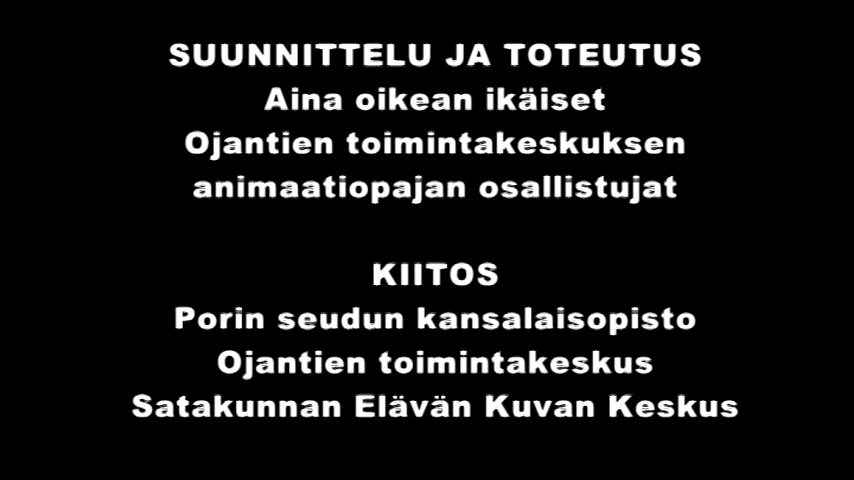 SUUNNITTELU JA TOTEUTUS
Aina oikean ikäiset
Ojantien toimintakeskuksen
animaatiopajan osallistujat
KIITOS
Porin seudun kansalaisopisto
Ojantien toimintakeskus
Satakunnan Elävän Kuvan Keskus